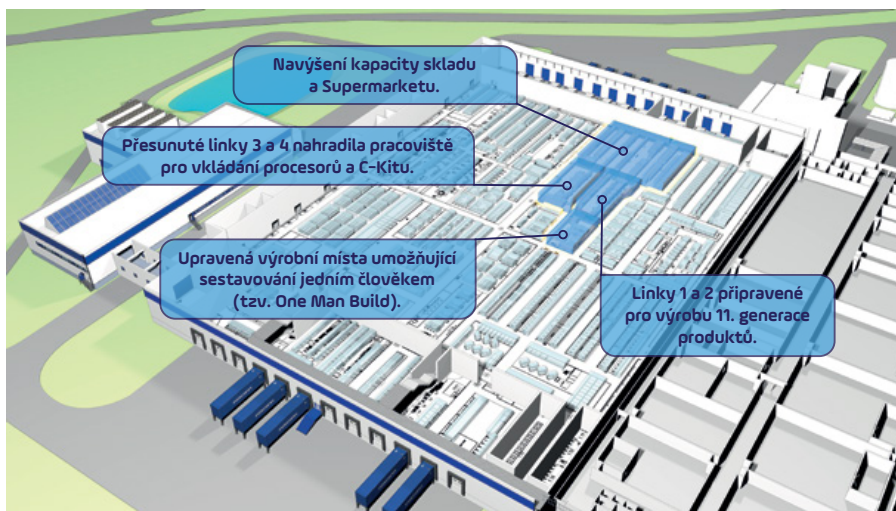 Navýšení kapacity skladu
a Supermarketu.
Přesunuté linky 3 a 4 nahradila pracoviště
pro vkládání procesorů a C-Kitu.
Upravená výrobní místa umožňující
sestavování jedním člověkem
(tzv. One Man Build).
Linky 1 a 2 připravené
pro výrobu 11. generace
produktů.